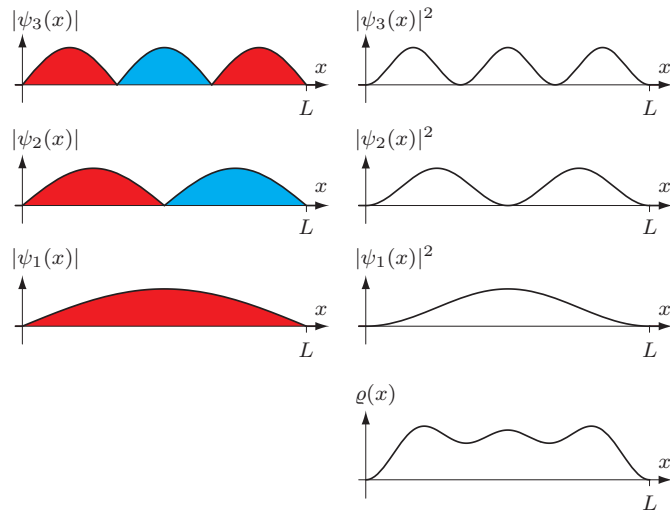 |ψ₃(x)| |ψ₃(x)|²
x x
L L
|ψ₂(x)| |ψ₂(x)|²
x x
L L
|ψ₁(x)| |ψ₁(x)|²
x x
L L
ϱ(x)
x
L